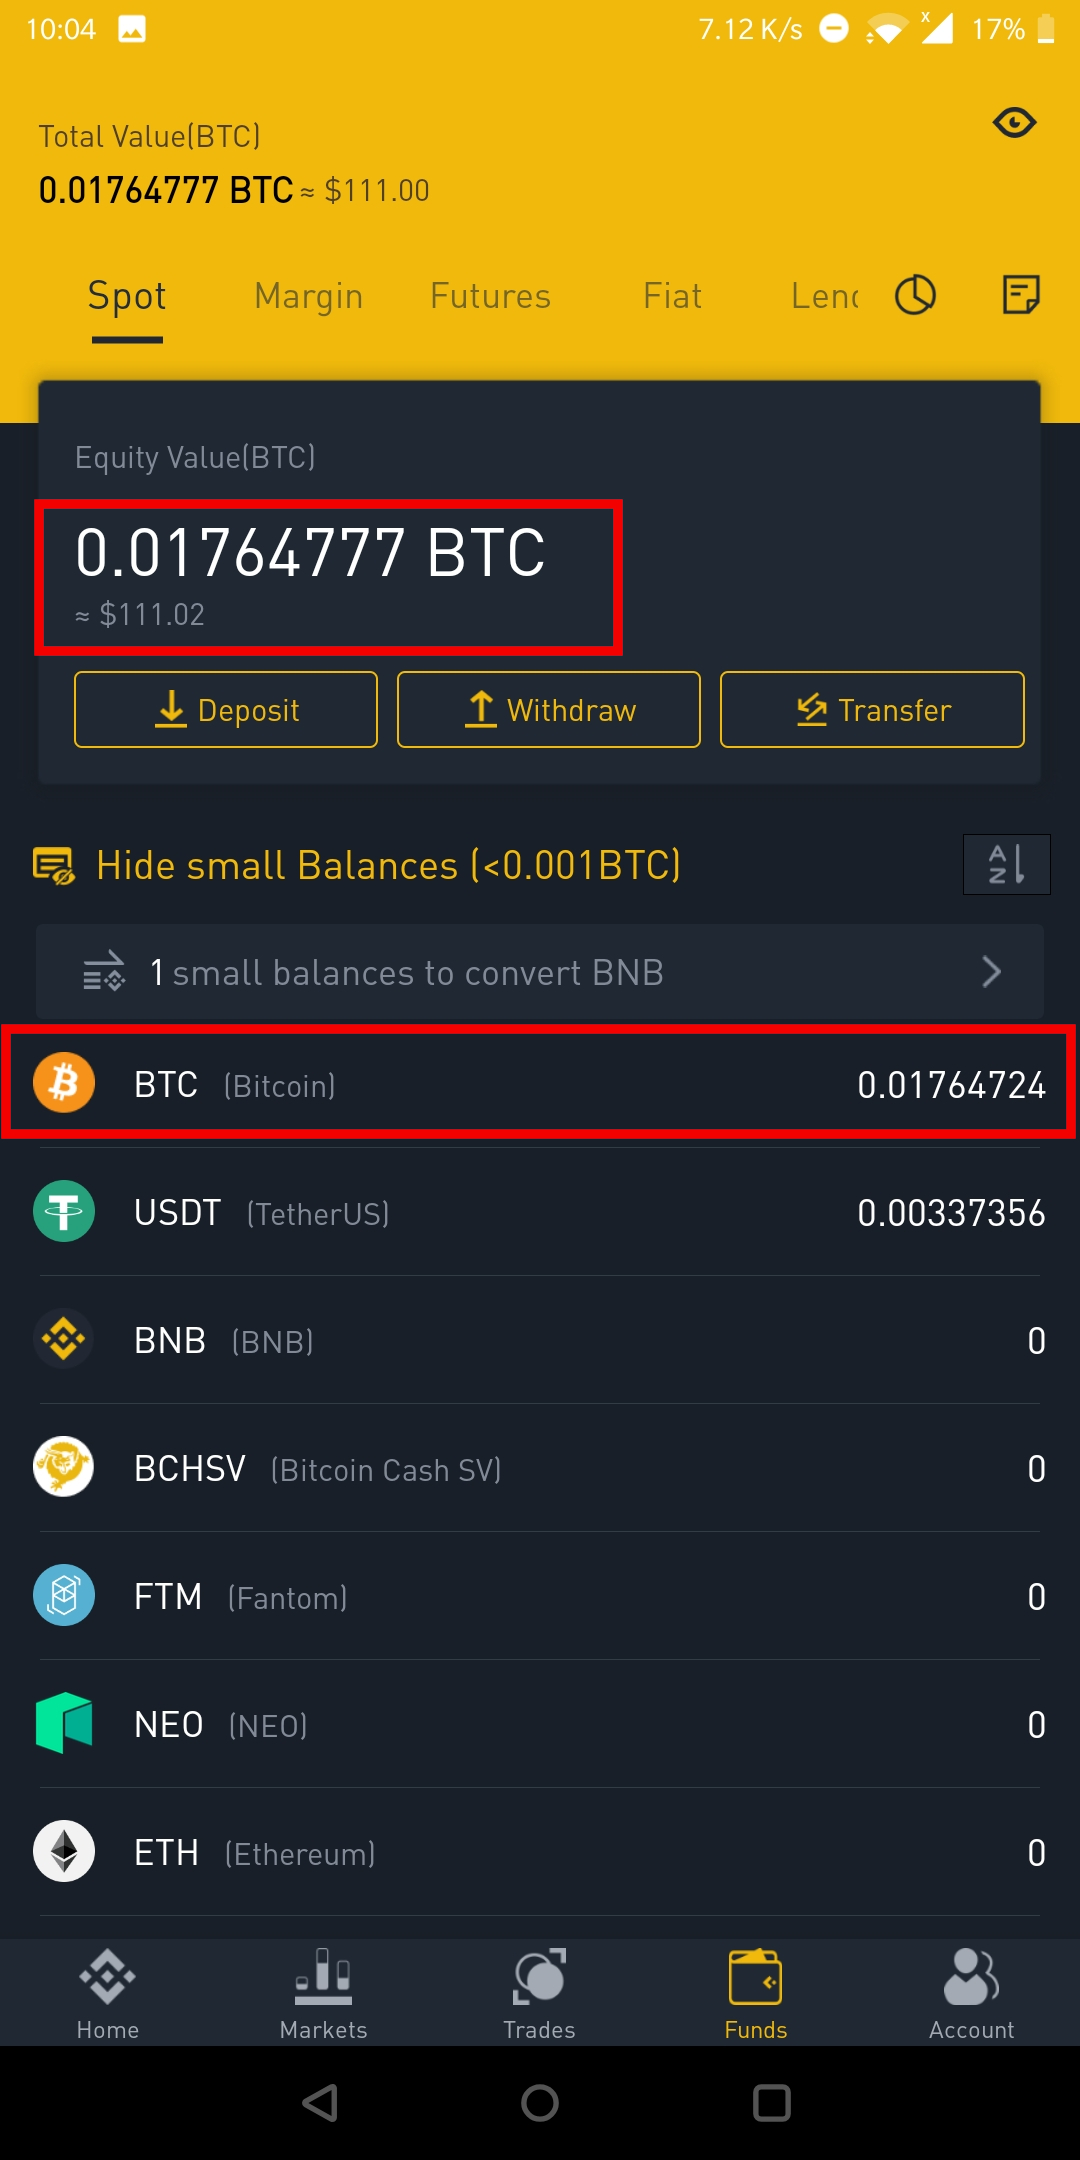 10:04 7.12 K/s x 17%
Total Value(BTC)
0.01764777 BTC ≈ $111.00
Spot Margin Futures Fiat Lend
Equity Value(BTC)
0.01764777 BTC
≈ $111.02
Deposit Withdraw Transfer
Hide small Balances (<0.001BTC)
A
Z
1 small balances to convert BNB
BTC (Bitcoin) 0.01764724
USDT (TetherUS) 0.00337356
BNB (BNB) 0
BCHSV (Bitcoin Cash SV) 0
FTM (Fantom) 0
NEO (NEO) 0
ETH (Ethereum) 0
Home Markets Trades Funds Account